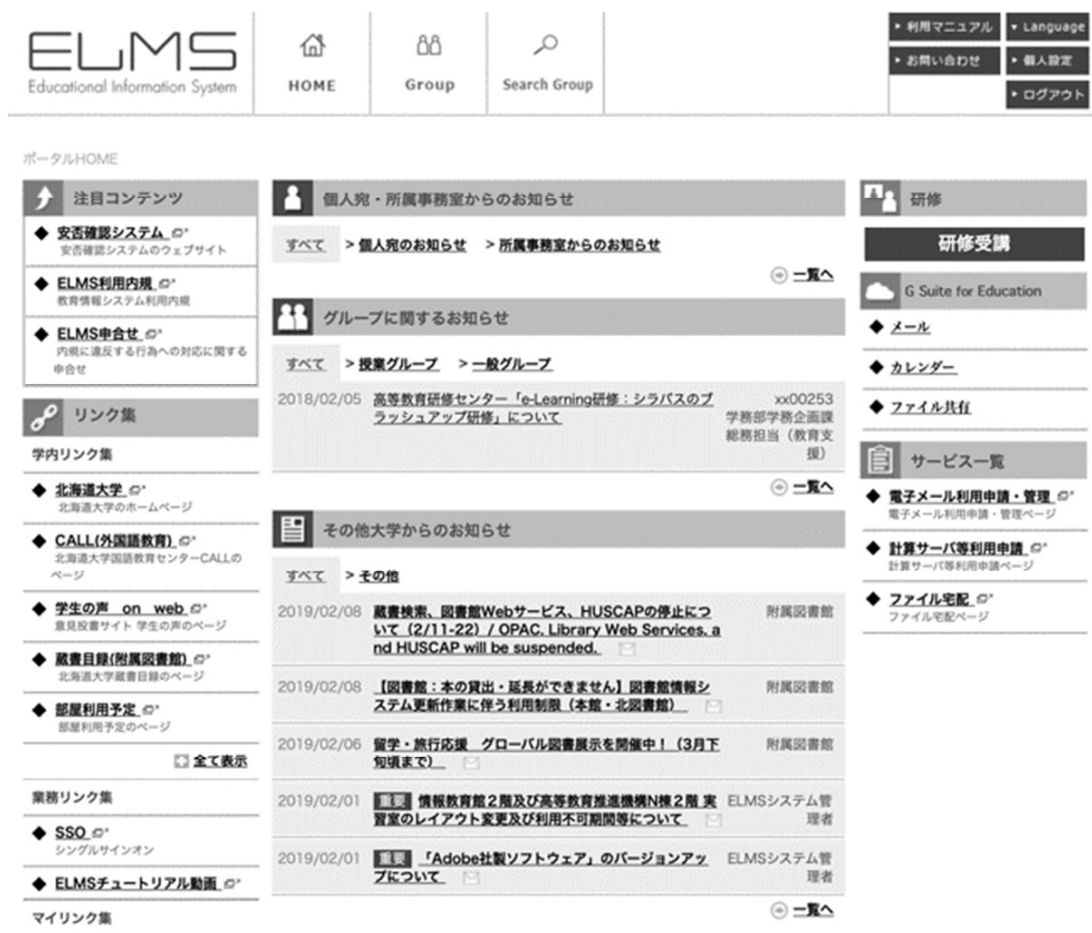 ELMS
Educational Information System
HOME
Group
Search Group
利用マニュアル
Language
お問い合わせ
個人設定
ログアウト
ポータルHOME
注目コンテンツ
安否確認システム
安否確認システムのウェブサイト
ELMS利用内規
教育情報システム利用内規
ELMS申合せ
内規に違反する行為への対応に関する
申合せ
リンク集
学内リンク集
北海道大学
北海道大学のホームページ
CALL(外国語教育)
北海道大学国語教育センターCALLの
ページ
学生の声 on web
意見投書サイト 学生の声のページ
蔵書目録(附属図書館)
北海道大学蔵書目録のページ
部屋利用予定
部屋利用予定のページ
全て表示
業務リンク集
SSO
シングルサインオン
ELMSチュートリアル動画
マイリンク集
個人宛・所属事務室からのお知らせ
すべて > 個人宛のお知らせ > 所属事務室からのお知らせ
一覧へ
グループに関するお知らせ
すべて > 授業グループ > 一般グループ
2018/02/05 高等教育研修センター「e-Learning研修：シラバスのブ xx00253
ラッシュアップ研修」について 学務部学務企画課
総務担当（教育支
援）
一覧へ
その他大学からのお知らせ
すべて > その他
2019/02/08 蔵書検索、図書館Webサービス、HUSCAPの停止につ 附属図書館
いて（2/11-22）/ OPAC, Library Web Services, a
nd HUSCAP will be suspended.
2019/02/08 【図書館：本の貸出・延長ができません】図書館情報シ 附属図書館
ステム更新作業に伴う利用制限（本館・北図書館）
2019/02/06 留学・旅行応援 グローバル図書展示を開催中！（3月下 附属図書館
旬頃まで）
2019/02/01 重要 情報教育館２階及び高等教育推進機構N棟２階 実 ELMSシステム管
習室のレイアウト変更及び利用不可期間等について 理者
2019/02/01 重要 「Adobe社製ソフトウェア」のバージョンアッ ELMSシステム管
プについて 理者
一覧へ
研修
研修受講
G Suite for Education
メール
カレンダー
ファイル共有
サービス一覧
電子メール利用申請・管理
電子メール利用申請・管理ページ
計算サーバ等利用申請
計算サーバ等利用申請ページ
ファイル宅配
ファイル宅配ページ